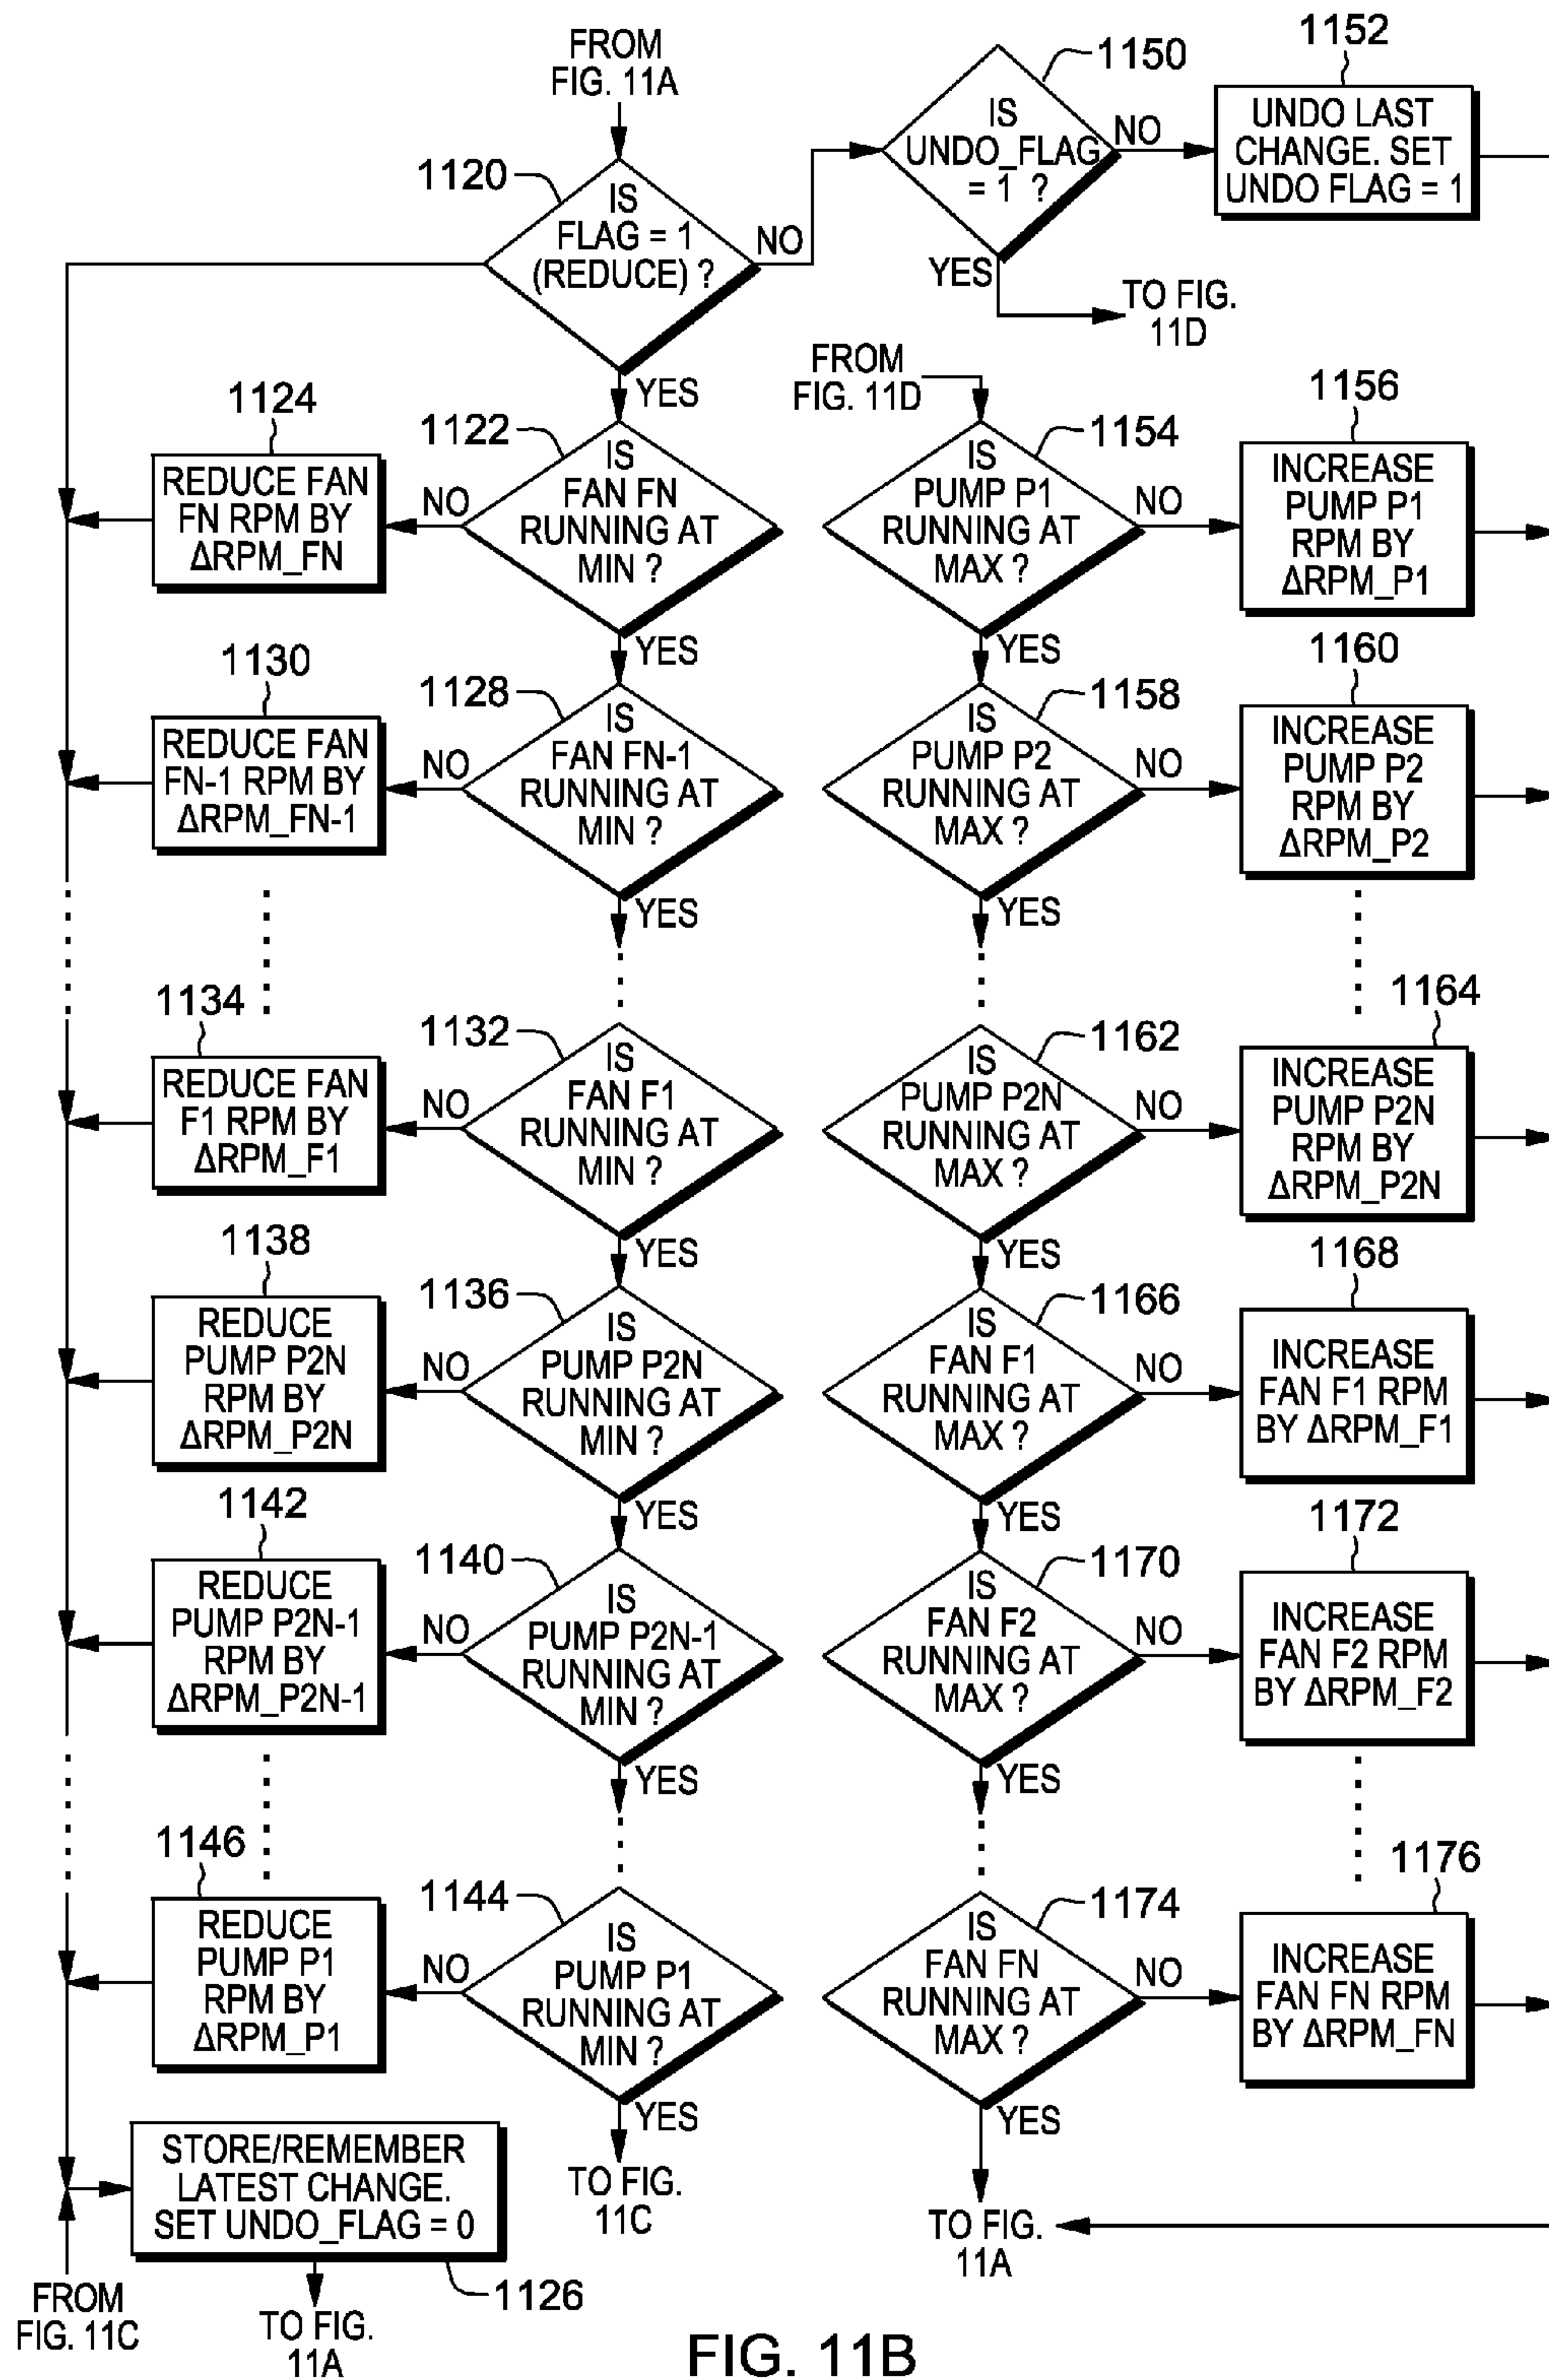 FROM
FIG. 11A
1120
IS
FLAG = 1
(REDUCE) ?
NO
YES
1150
IS
UNDO_FLAG
= 1 ?
NO
YES
TO FIG.
11D
1152
UNDO LAST
CHANGE. SET
UNDO FLAG = 1
1124
REDUCE FAN
FN RPM BY
ΔRPM_FN
NO
1122
IS
FAN FN
RUNNING AT
MIN ?
YES
FROM
FIG. 11D
1154
IS
PUMP P1
RUNNING AT
MAX ?
NO
YES
1156
INCREASE
PUMP P1
RPM BY
ΔRPM_P1
1130
REDUCE FAN
FN-1 RPM BY
ΔRPM_FN-1
NO
1128
IS
FAN FN-1
RUNNING AT
MIN ?
YES
1158
IS
PUMP P2
RUNNING AT
MAX ?
NO
YES
1160
INCREASE
PUMP P2
RPM BY
ΔRPM_P2
1134
REDUCE FAN
F1 RPM BY
ΔRPM_F1
NO
1132
IS
FAN F1
RUNNING AT
MIN ?
YES
1162
IS
PUMP P2N
RUNNING AT
MAX ?
NO
YES
1164
INCREASE
PUMP P2N
RPM BY
ΔRPM_P2N
1138
REDUCE
PUMP P2N
RPM BY
ΔRPM_P2N
NO
1136
IS
PUMP P2N
RUNNING AT
MIN ?
YES
1166
IS
FAN F1
RUNNING AT
MAX ?
NO
YES
1168
INCREASE
FAN F1 RPM
BY ΔRPM_F1
1142
REDUCE
PUMP P2N-1
RPM BY
ΔRPM_P2N-1
NO
1140
IS
PUMP P2N-1
RUNNING AT
MIN ?
YES
1170
IS
FAN F2
RUNNING AT
MAX ?
NO
YES
1172
INCREASE
FAN F2 RPM
BY ΔRPM_F2
1146
REDUCE
PUMP P1
RPM BY
ΔRPM_P1
NO
1144
IS
PUMP P1
RUNNING AT
MIN ?
YES
TO FIG.
11C
1174
IS
FAN FN
RUNNING AT
MAX ?
NO
YES
TO FIG.
11A
1176
INCREASE
FAN FN RPM
BY ΔRPM_FN
STORE/REMEMBER
LATEST CHANGE.
SET UNDO_FLAG = 0
1126
FROM
FIG. 11C
TO FIG.
11A
FIG. 11B